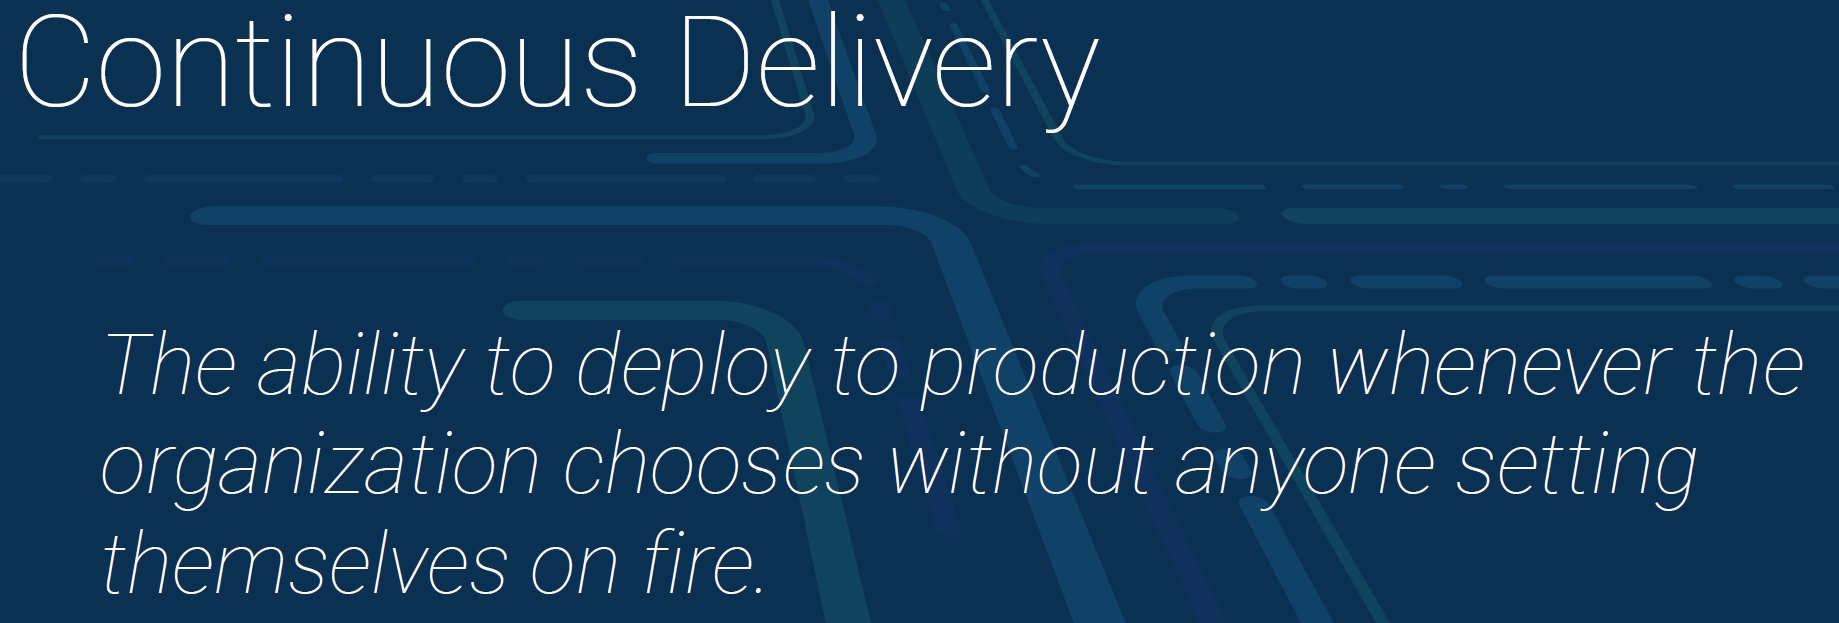 Continuous Delivery
The ability to deploy to production whenever the
organization chooses without anyone setting
themselves on fire.